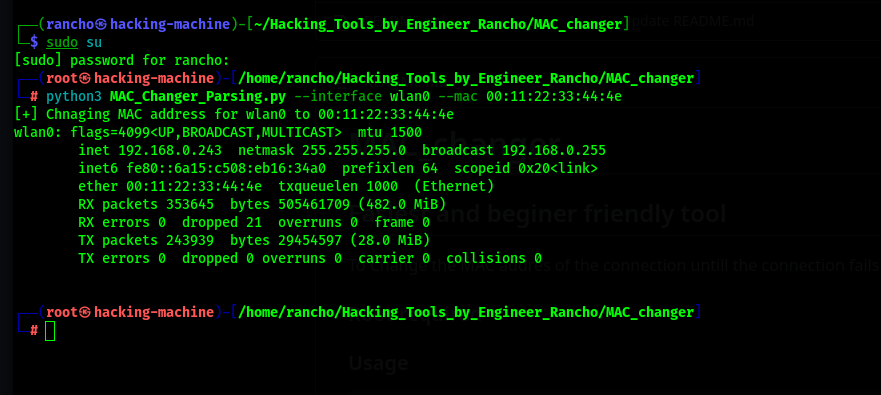 ┌──(rancho㉿hacking-machine)-[~/Hacking_Tools_by_Engineer_Rancho/MAC_changer]
└─$ sudo su
[sudo] password for rancho:
┌──(root㉿hacking-machine)-[/home/rancho/Hacking_Tools_by_Engineer_Rancho/MAC_changer]
└─# python3 MAC_Changer_Parsing.py --interface wlan0 --mac 00:11:22:33:44:4e
[+] Chnaging MAC address for wlan0 to 00:11:22:33:44:4e
wlan0: flags=4099<UP,BROADCAST,MULTICAST>  mtu 1500
        inet 192.168.0.243  netmask 255.255.255.0  broadcast 192.168.0.255
        inet6 fe80::6a15:c508:eb16:34a0  prefixlen 64  scopeid 0x20<link>
        ether 00:11:22:33:44:4e  txqueuelen 1000  (Ethernet)
        RX packets 353645  bytes 505461709 (482.0 MiB)
        RX errors 0  dropped 21  overruns 0  frame 0
        TX packets 243939  bytes 29454597 (28.0 MiB)
        TX errors 0  dropped 0 overruns 0  carrier 0  collisions 0
┌──(root㉿hacking-machine)-[/home/rancho/Hacking_Tools_by_Engineer_Rancho/MAC_changer]
└─#
update README.md
and beginer friendly tool
of the connection untill the connection fails
Usage